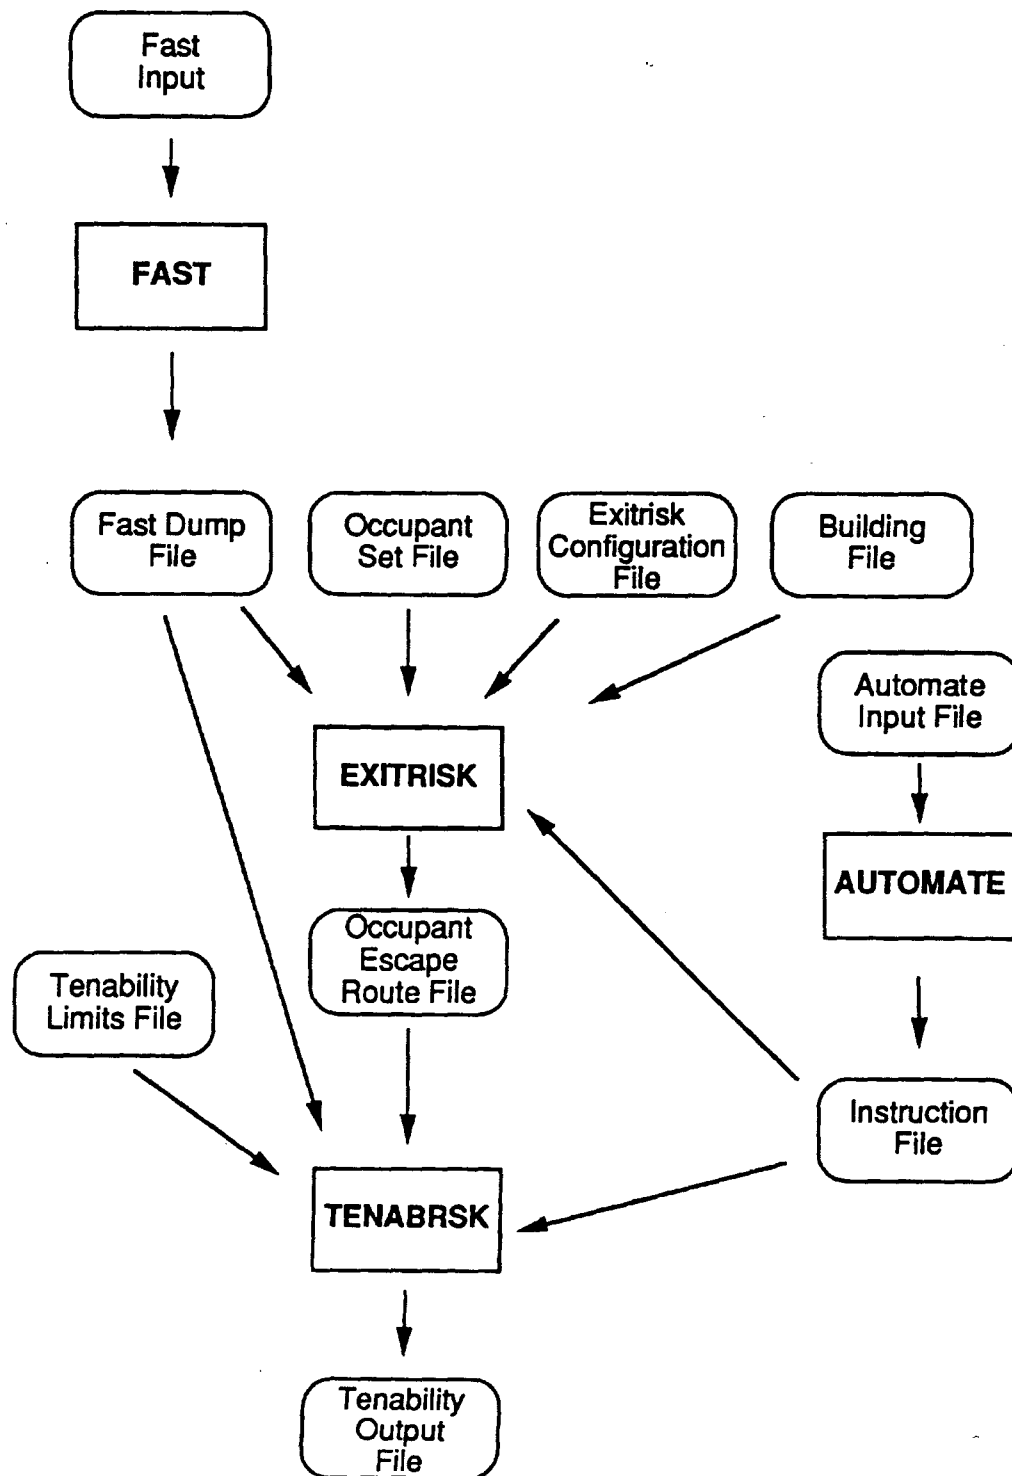 Fast
Input
FAST
Fast Dump
File
Occupant
Set File
Exitrisk
Configuration
File
Building
File
Automate
Input File
EXITRISK
AUTOMATE
Occupant
Escape
Route File
Tenability
Limits File
Instruction
File
TENABRSK
Tenability
Output
File